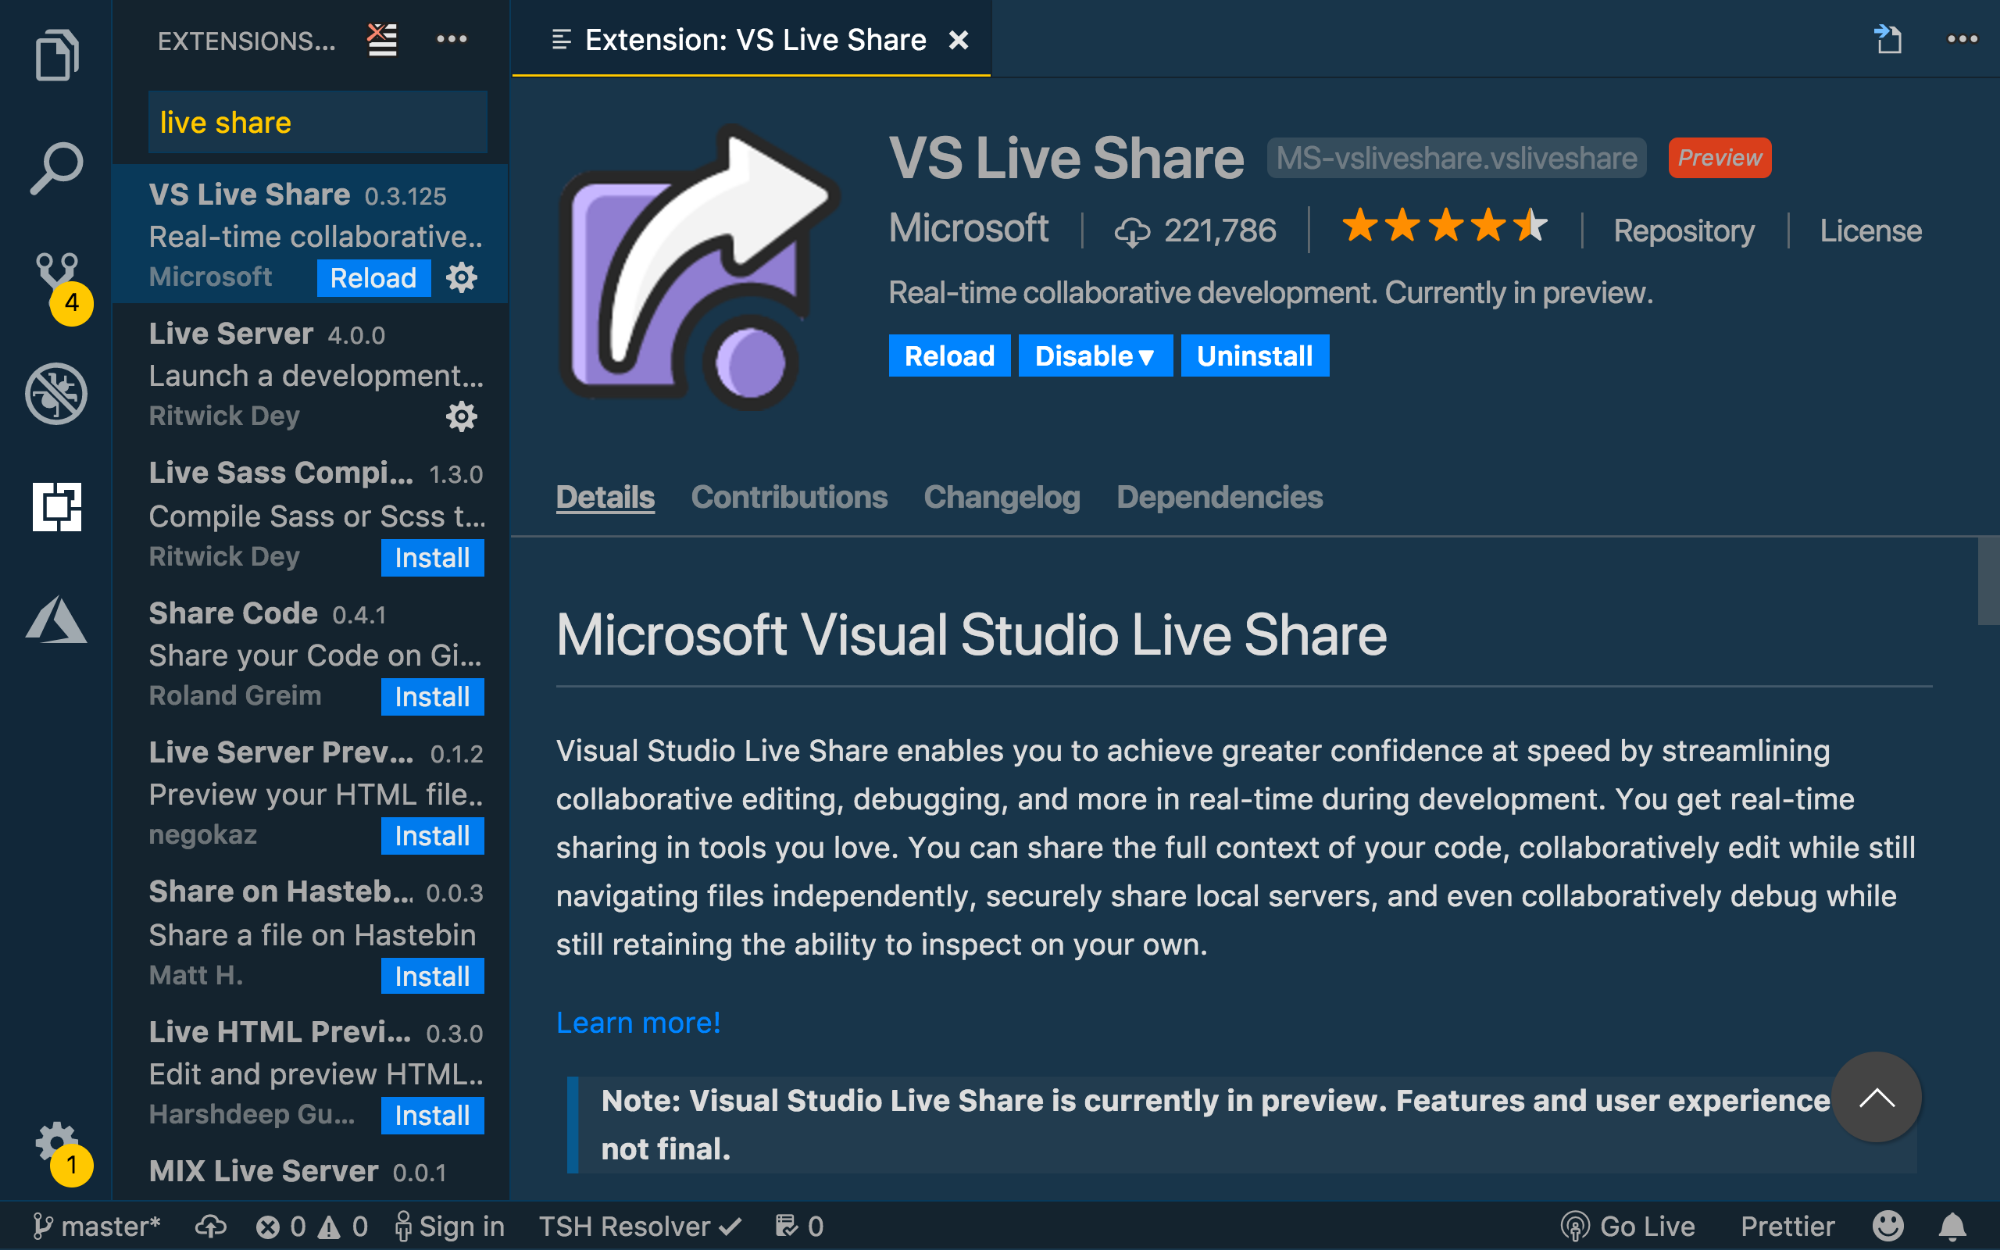 EXTENSIONS...
live share
VS Live Share 0.3.125
Real-time collaborative..
Microsoft Reload
Live Server 4.0.0
Launch a development...
Ritwick Dey
Live Sass Compi... 1.3.0
Compile Sass or Scss t...
Ritwick Dey Install
Share Code 0.4.1
Share your Code on Gi...
Roland Greim Install
Live Server Prev... 0.1.2
Preview your HTML file..
negokaz Install
Share on Hasteb... 0.0.3
Share a file on Hastebin
Matt H. Install
Live HTML Previ... 0.3.0
Edit and preview HTML..
Harshdeep Gu... Install
MIX Live Server 0.0.1
4
1
Extension: VS Live Share
VS Live Share MS-vsliveshare.vsliveshare Preview
Microsoft | 221,786 | Repository | License
Real-time collaborative development. Currently in preview.
Reload Disable▼ Uninstall
Details Contributions Changelog Dependencies
Microsoft Visual Studio Live Share
Visual Studio Live Share enables you to achieve greater confidence at speed by streamlining
collaborative editing, debugging, and more in real-time during development. You get real-time
sharing in tools you love. You can share the full context of your code, collaboratively edit while still
navigating files independently, securely share local servers, and even collaboratively debug while
still retaining the ability to inspect on your own.
Learn more!
Note: Visual Studio Live Share is currently in preview. Features and user experience
not final.
master* 0 0 Sign in TSH Resolver ✓ 0 Go Live Prettier